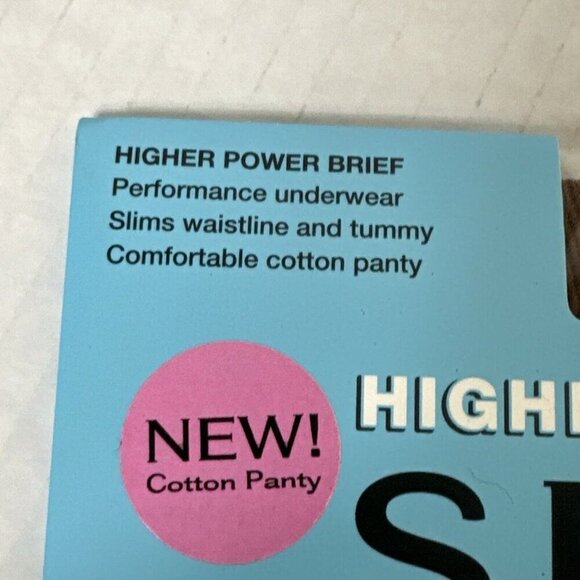 HIGHER POWER BRIEF
Performance underwear
Slims waistline and tummy
Comfortable cotton panty
NEW!
Cotton Panty